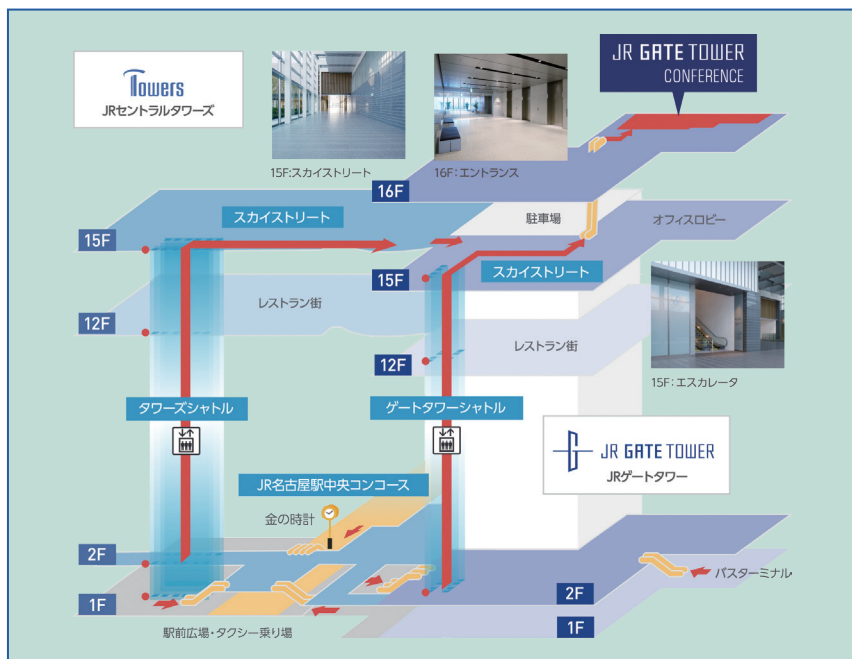 Towers
JRセントラルタワーズ
JR GATE TOWER
CONFERENCE
15F:スカイストリート
16F：エントランス
16F
スカイストリート
駐車場
オフィスロビー
15F
15F
スカイストリート
レストラン街
12F
レストラン街
12F
15F：エスカレータ
タワーズシャトル
ゲートタワーシャトル
JR GATE TOWER
JRゲートタワー
JR名古屋駅中央コンコース
金の時計
2F
バスターミナル
2F
1F
1F
駅前広場・タクシー乗り場